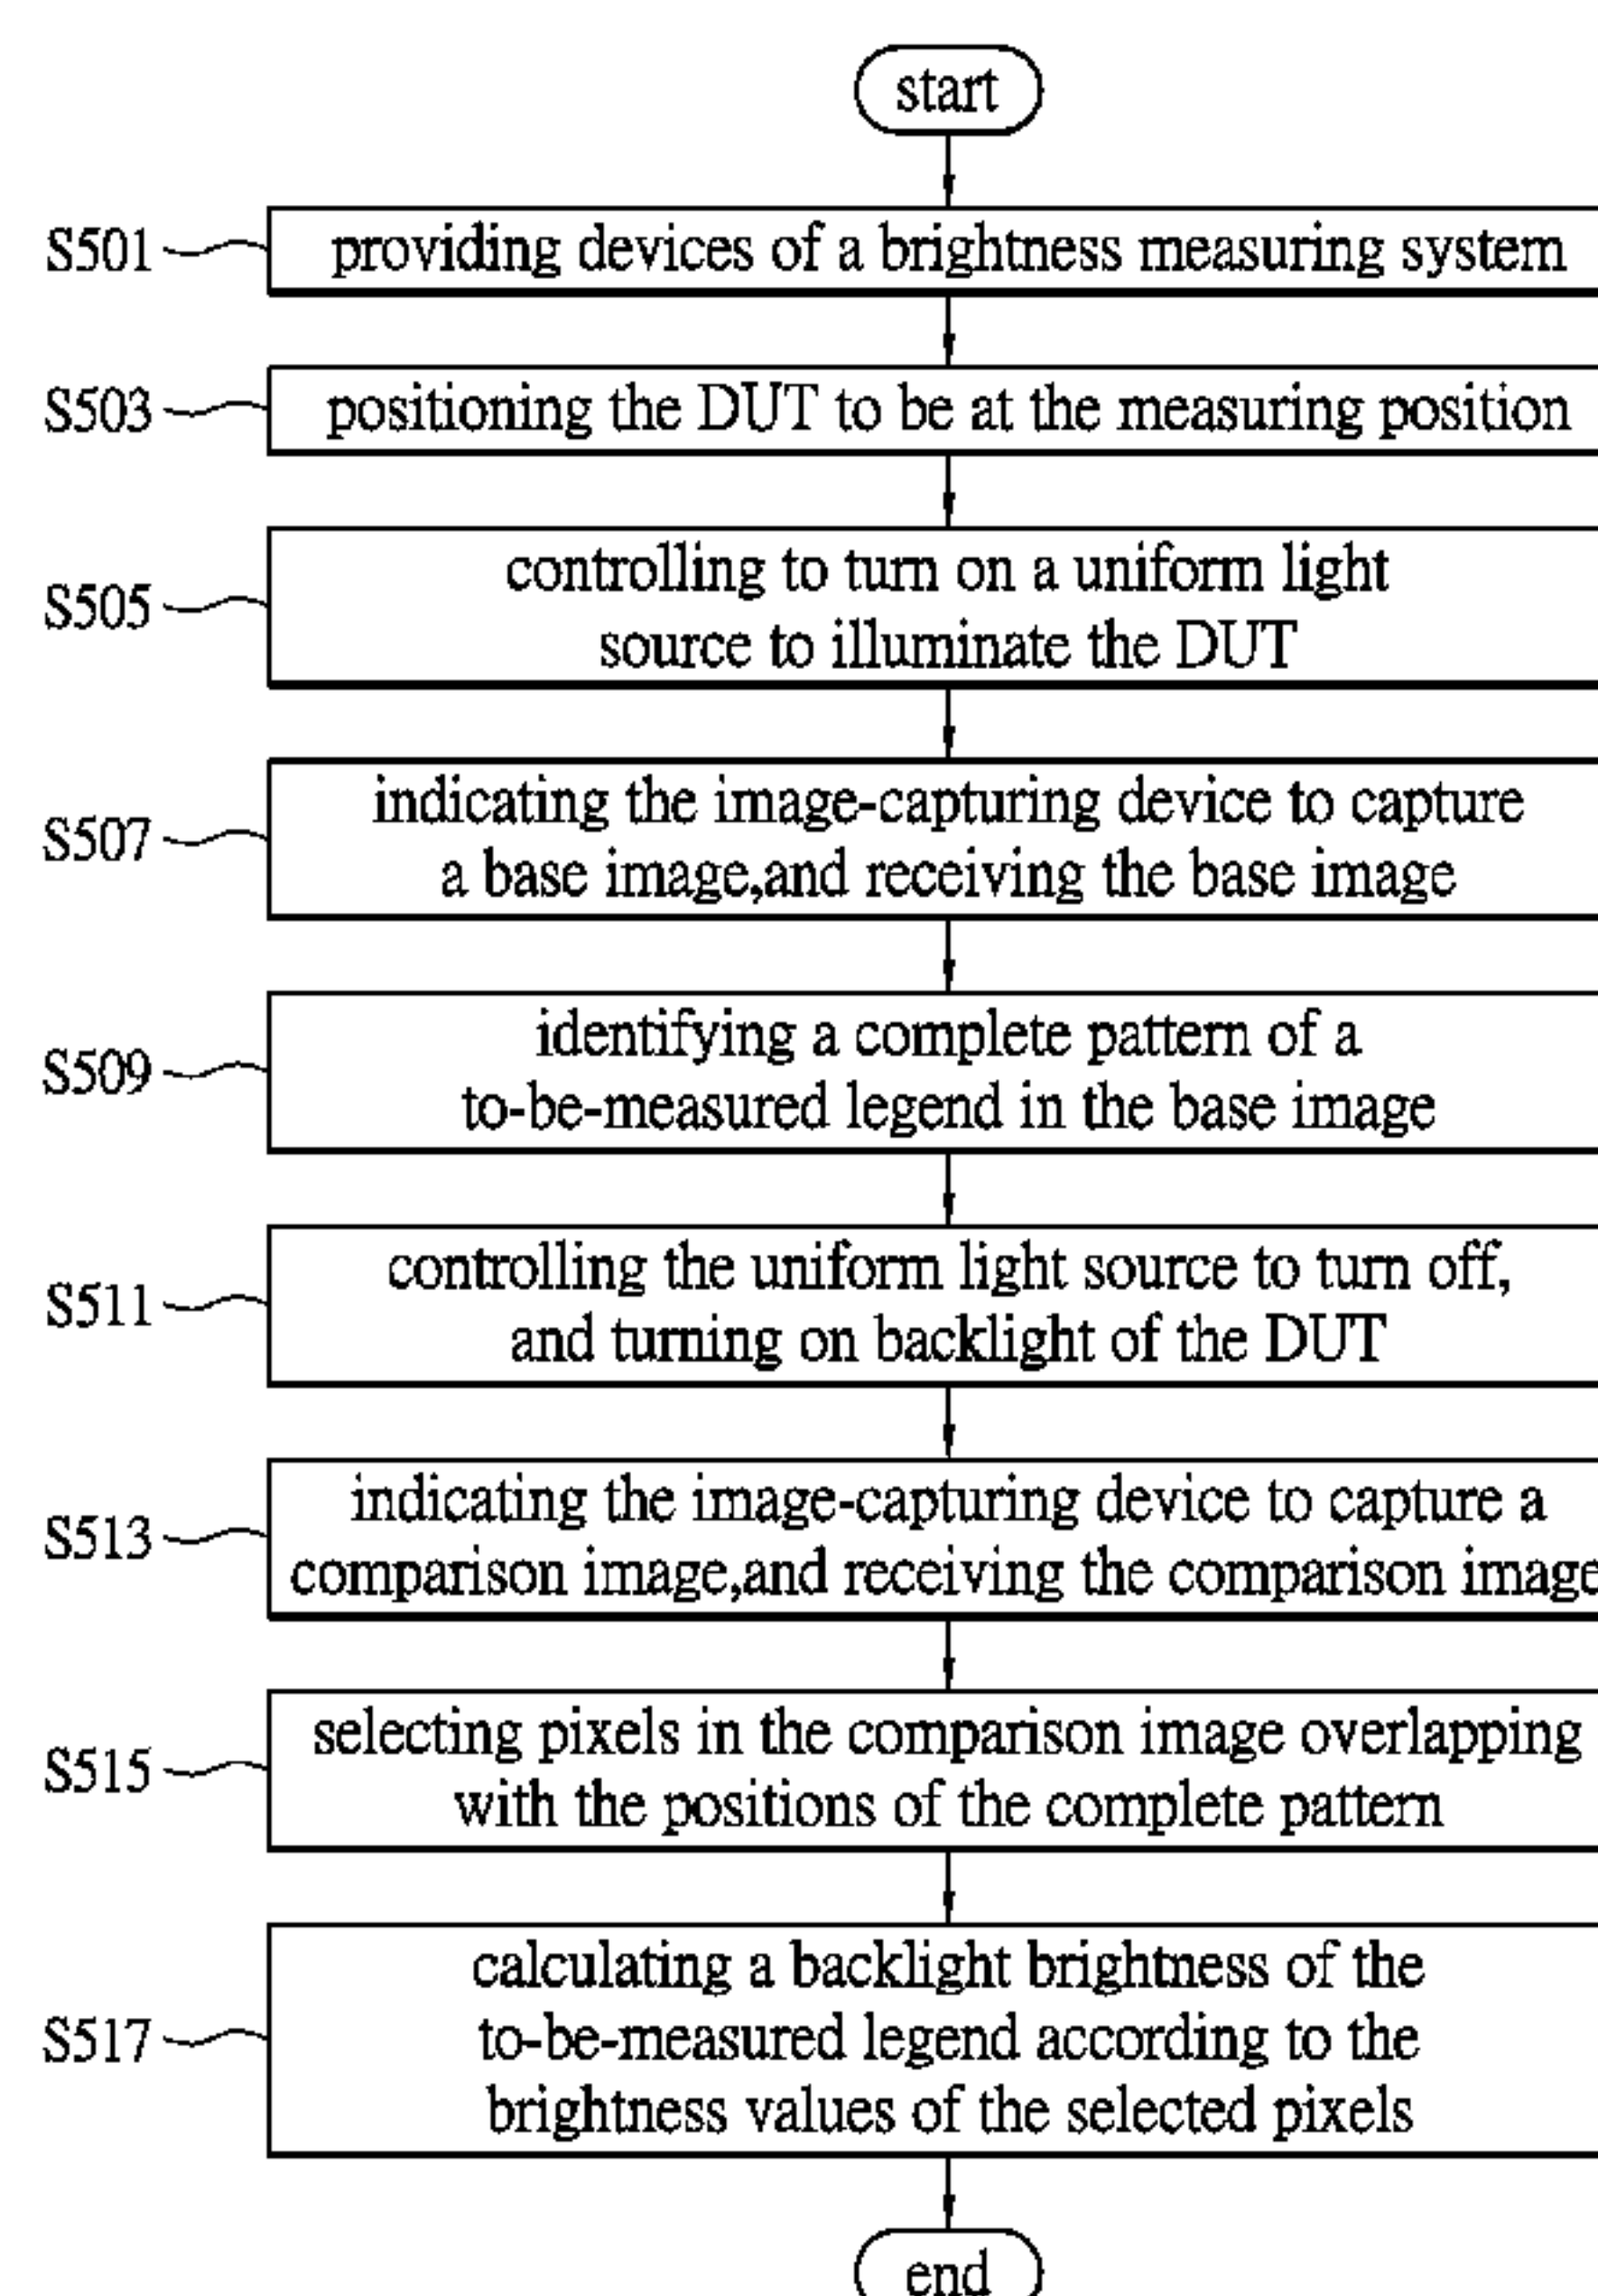 start
S501
providing devices of a brightness measuring system
S503
positioning the DUT to be at the measuring position
S505
controlling to turn on a uniform light
source to illuminate the DUT
S507
indicating the image-capturing device to capture
a base image,and receiving the base image
S509
identifying a complete pattern of a
to-be-measured legend in the base image
S511
controlling the uniform light source to turn off,
and turning on backlight of the DUT
S513
indicating the image-capturing device to capture a
comparison image,and receiving the comparison image
S515
selecting pixels in the comparison image overlapping
with the positions of the complete pattern
S517
calculating a backlight brightness of the
to-be-measured legend according to the
brightness values of the selected pixels
end